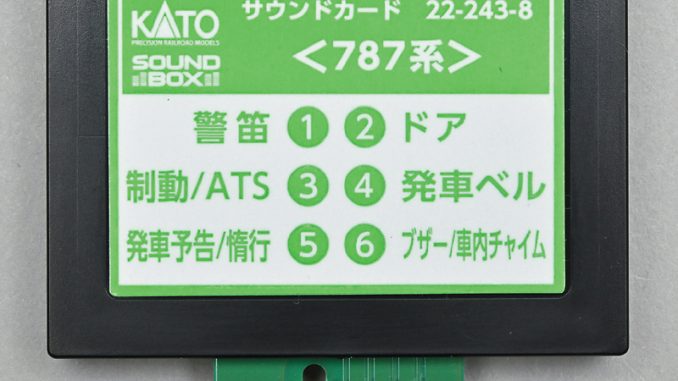 サウンドカード 22-243-8
KATO
PRECISION RAILROAD MODELS
SOUND BOX
<787系>
警笛 1 2 ドア
制動/ATS 3 4 発車ベル
発車予告/惰行 5 6 ブザー/車内チャイム